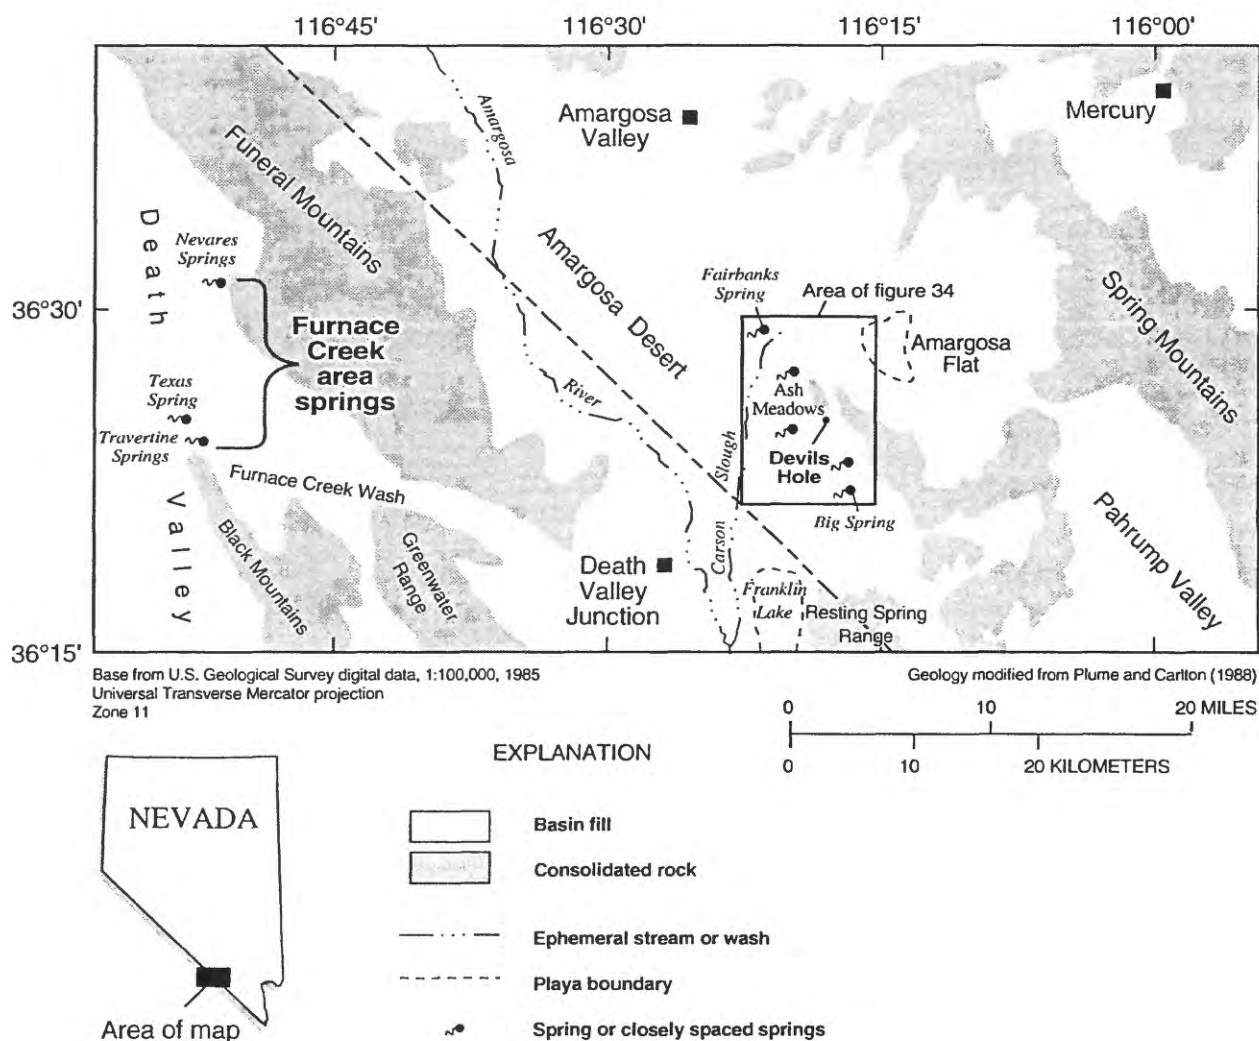 116°45'
116°30'
116°15'
116°00'
Amargosa
Amargosa
Valley
Mercury
Funeral Mountains
Death
Valley
Nevares
Springs
Amargosa Desert
Fairbanks
Spring
Area of figure 34
Spring Mountains
36°30'
Furnace
Creek
area
springs
Amargosa
Flat
Texas
Spring
River
Ash
Meadows
Travertine
Springs
Slough
Devils
Hole
Furnace Creek Wash
Big Spring
Pahrump Valley
Black Mountains
Greenwater
Range
Death
Valley
Junction
Carson
Franklin
Lake
Resting Spring
Range
36°15'
Base from U.S. Geological Survey digital data, 1:100,000, 1985
Universal Transverse Mercator projection
Zone 11
Geology modified from Plume and Carlton (1988)
0 10 20 MILES
0 10 20 KILOMETERS
EXPLANATION
NEVADA
Area of map
Basin fill
Consolidated rock
Ephemeral stream or wash
Playa boundary
Spring or closely spaced springs